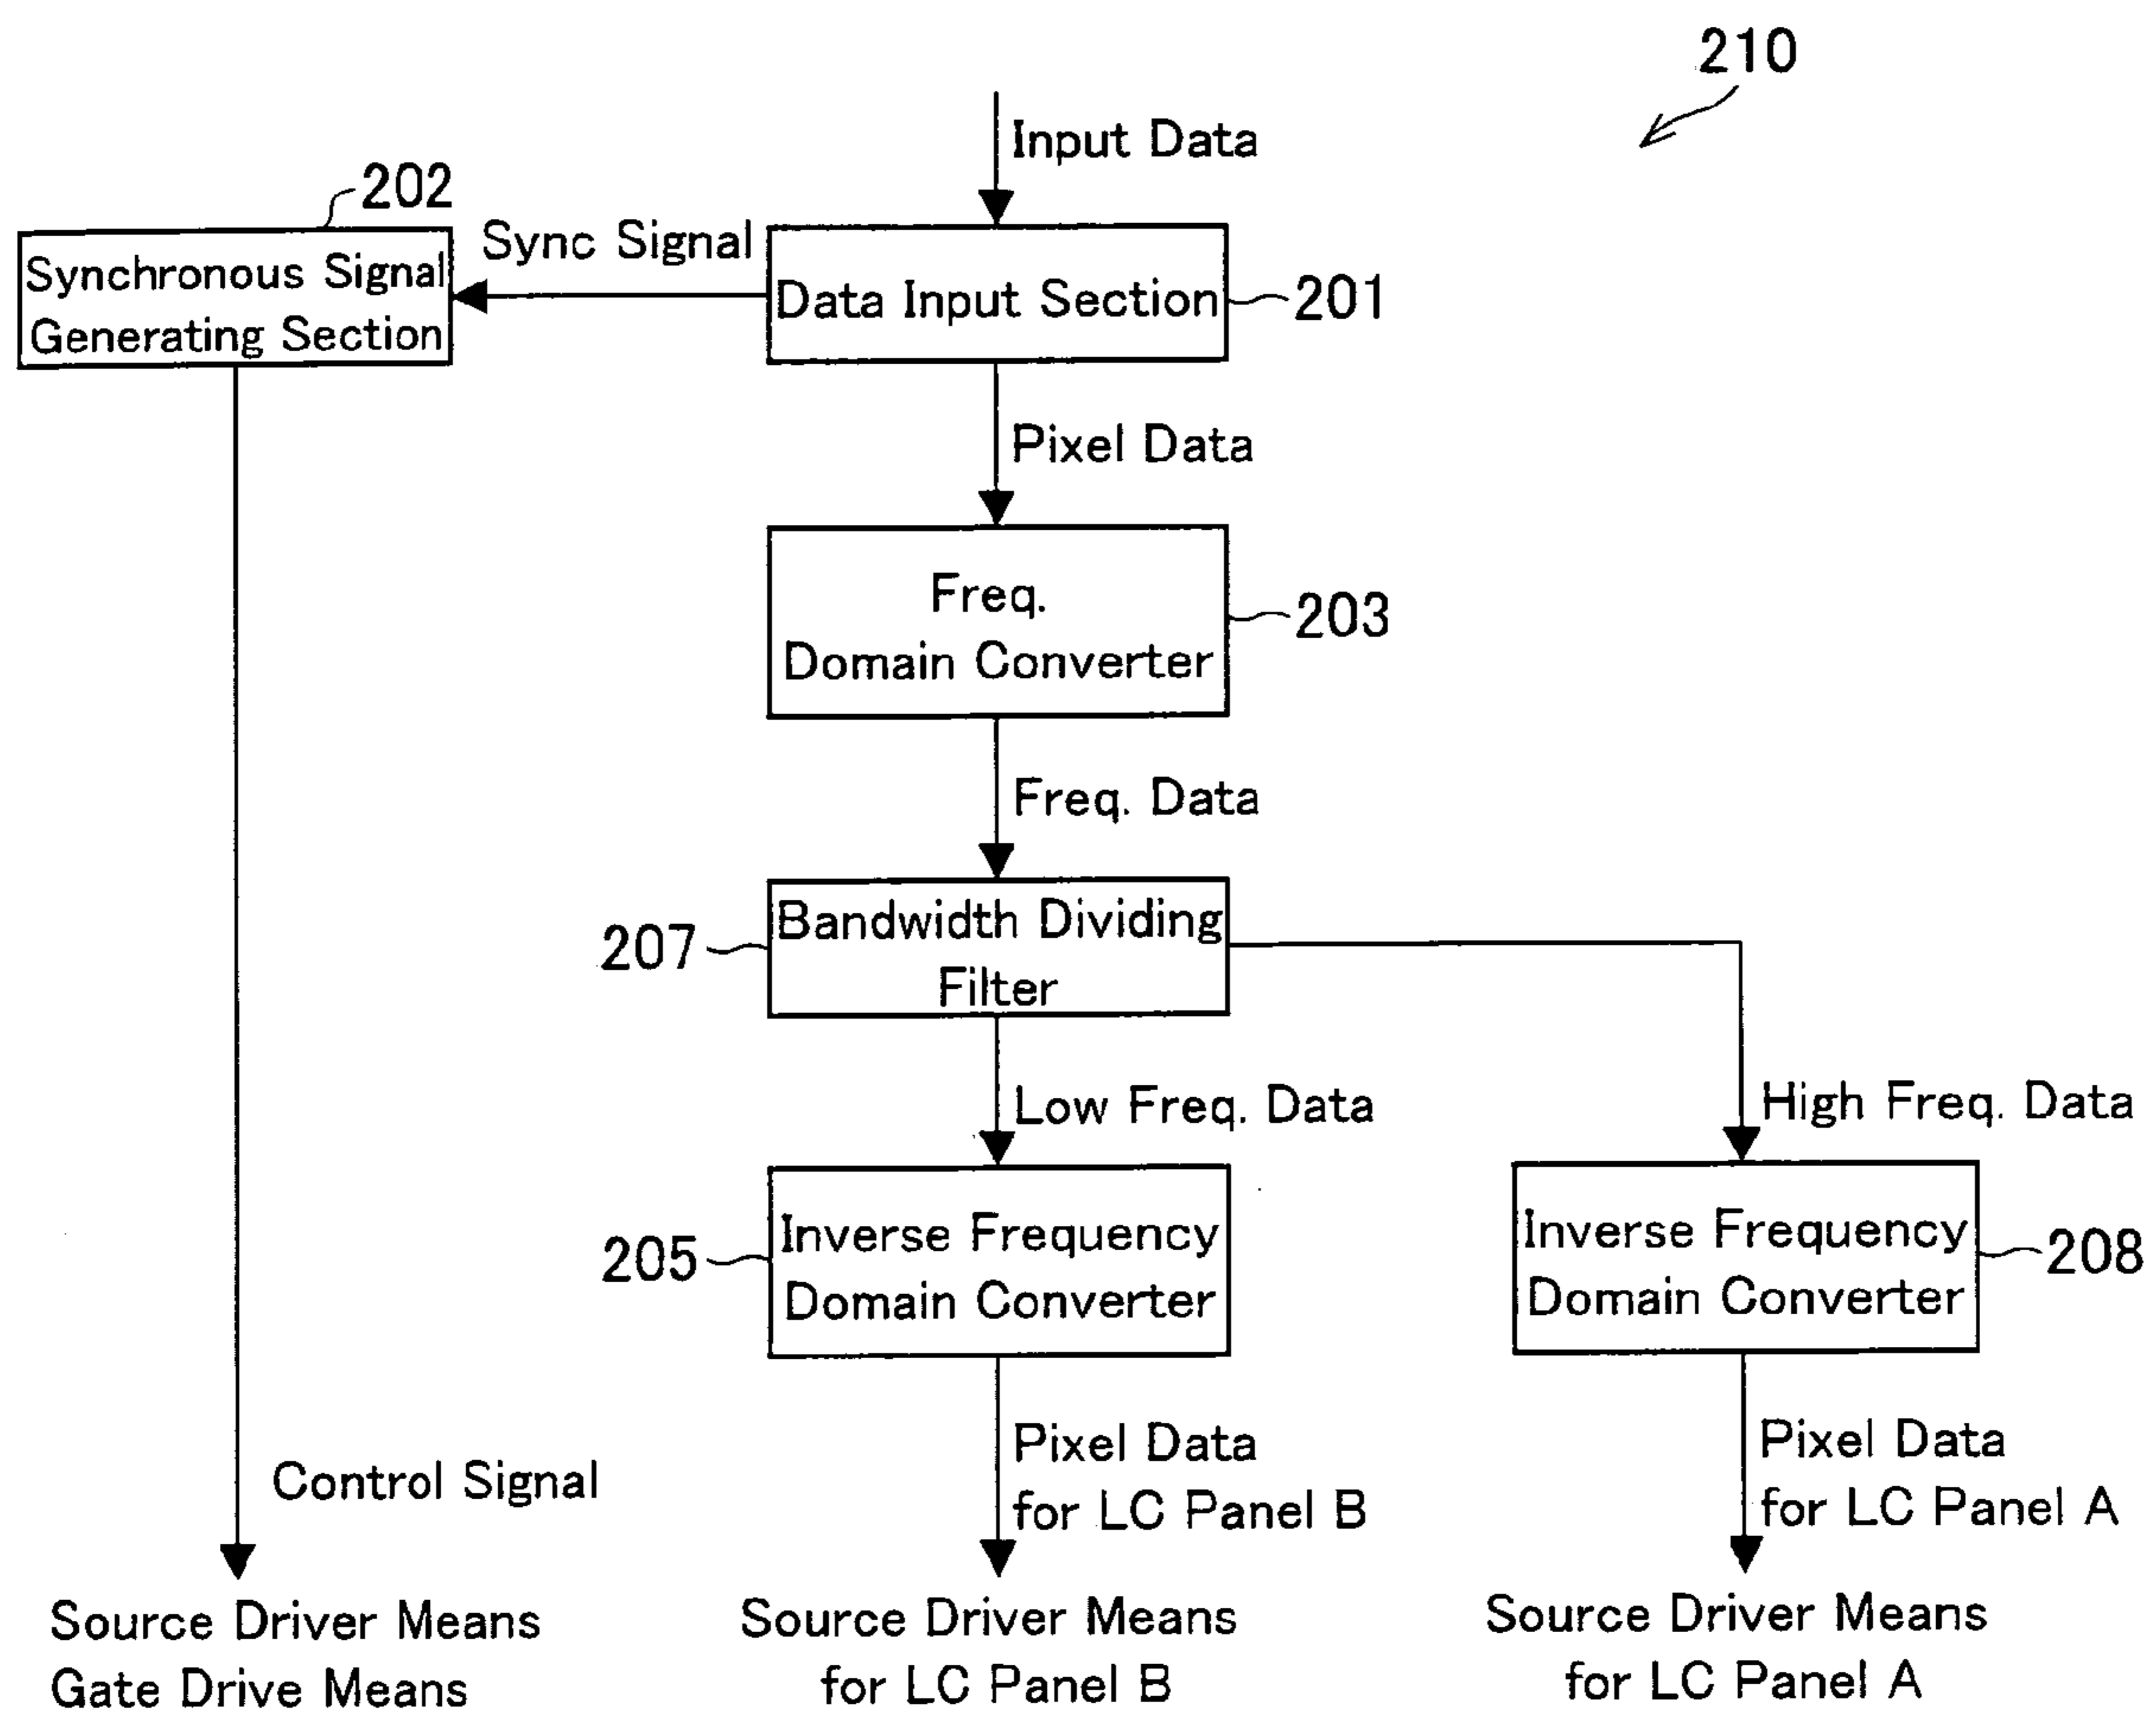 210
Input Data
202
Synchronous Signal
Generating Section
Sync Signal
Data Input Section
201
Pixel Data
Freq.
Domain Converter
203
Freq. Data
207
Bandwidth Dividing
Filter
Low Freq. Data
High Freq. Data
205
Inverse Frequency
Domain Converter
Inverse Frequency
Domain Converter
208
Control Signal
Pixel Data
for LC Panel B
Pixel Data
for LC Panel A
Source Driver Means
Gate Drive Means
Source Driver Means
for LC Panel B
Source Driver Means
for LC Panel A